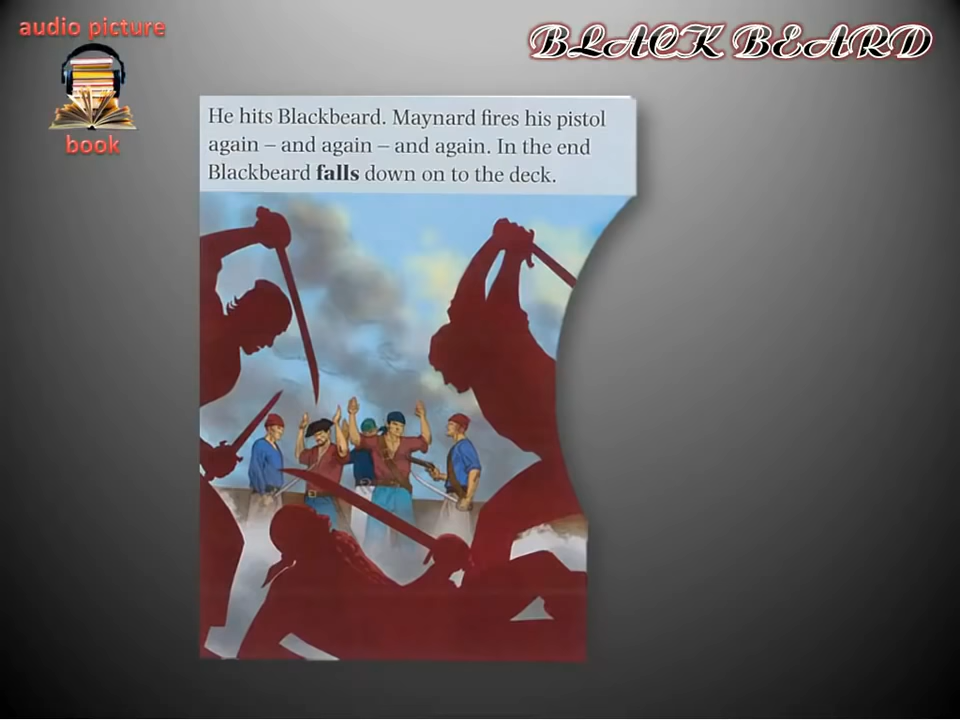 audio picture
book
BLACK BEARD
He hits Blackbeard. Maynard fires his pistol
again – and again – and again. In the end
Blackbeard falls down on to the deck.